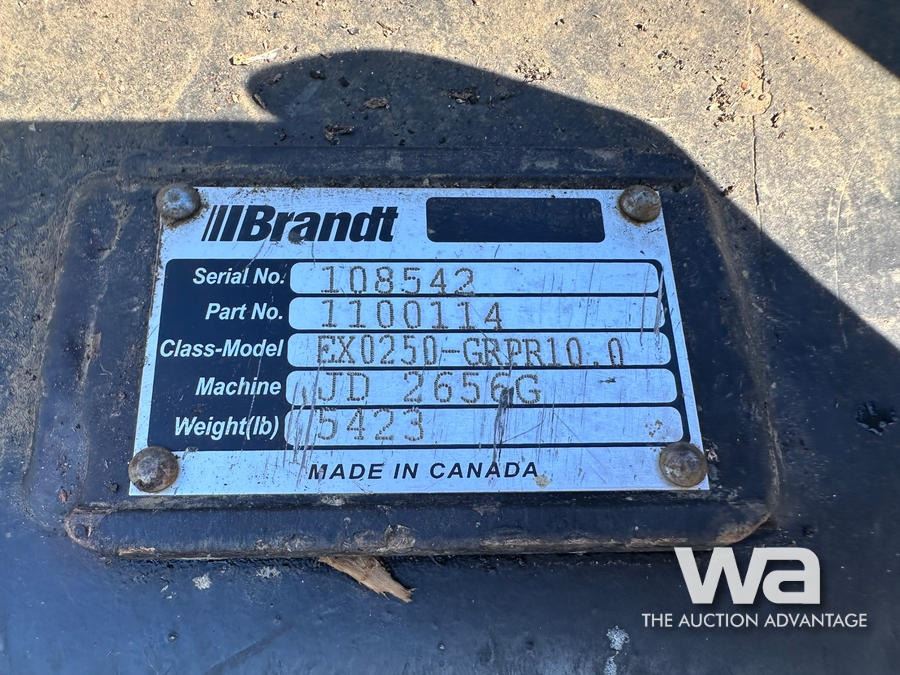 Brandt
Serial No. 108542
Part No. 1100114
Class-Model EX0250-GRPR10.0
Machine JD 2656G
Weight(lb) 5423
MADE IN CANADA
wa
THE AUCTION ADVANTAGE